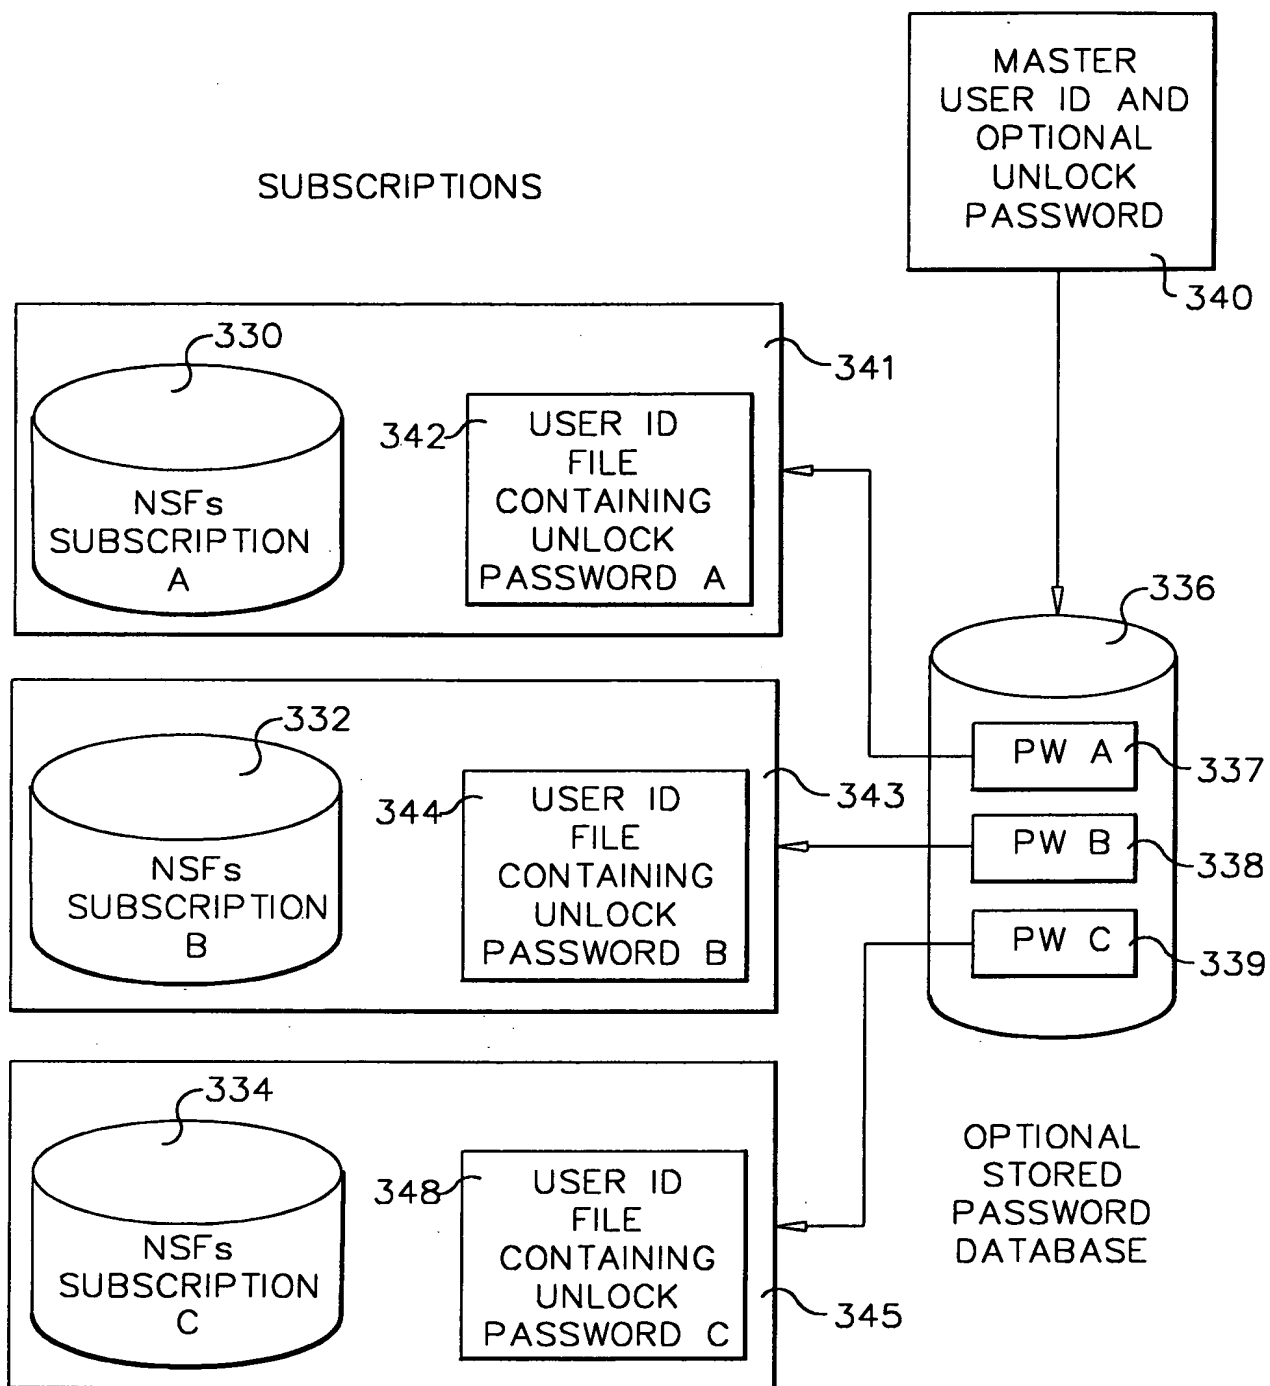 MASTER
USER ID AND
OPTIONAL
UNLOCK
PASSWORD
340
SUBSCRIPTIONS
330
341
342
USER ID
FILE
CONTAINING
UNLOCK
PASSWORD A
NSFs
SUBSCRIPTION
A
336
PW A
337
PW B
338
PW C
339
332
343
344
USER ID
FILE
CONTAINING
UNLOCK
PASSWORD B
NSFs
SUBSCRIPTION
B
334
345
348
USER ID
FILE
CONTAINING
UNLOCK
PASSWORD C
NSFs
SUBSCRIPTION
C
OPTIONAL
STORED
PASSWORD
DATABASE